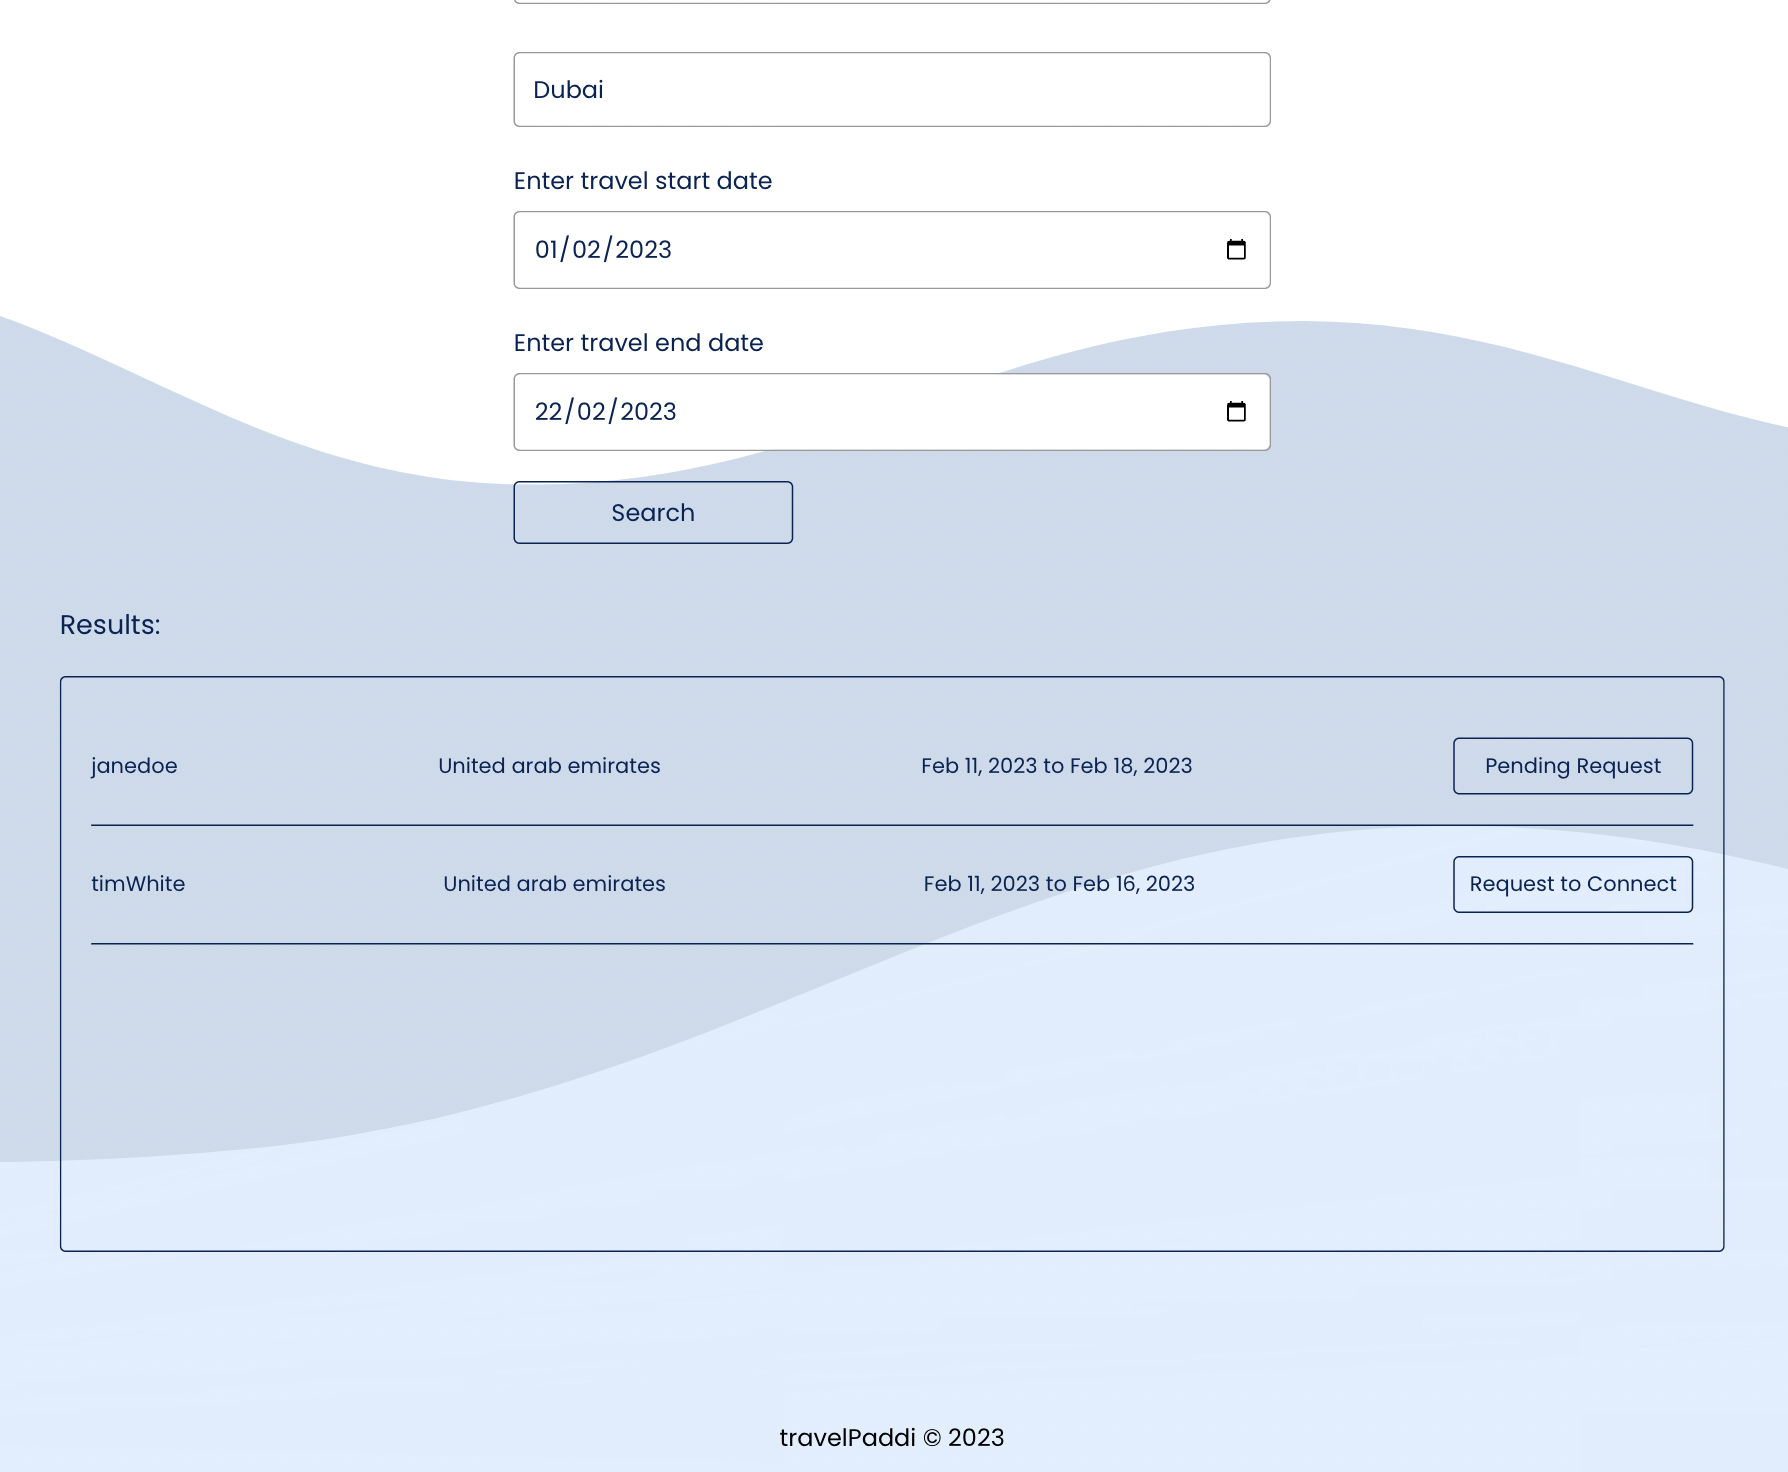 Dubai
Enter travel start date
01/02/2023
Enter travel end date
22/02/2023
Search
Results:
janedoe United arab emirates Feb 11, 2023 to Feb 18, 2023 Pending Request
timWhite United arab emirates Feb 11, 2023 to Feb 16, 2023 Request to Connect
travelPaddi © 2023